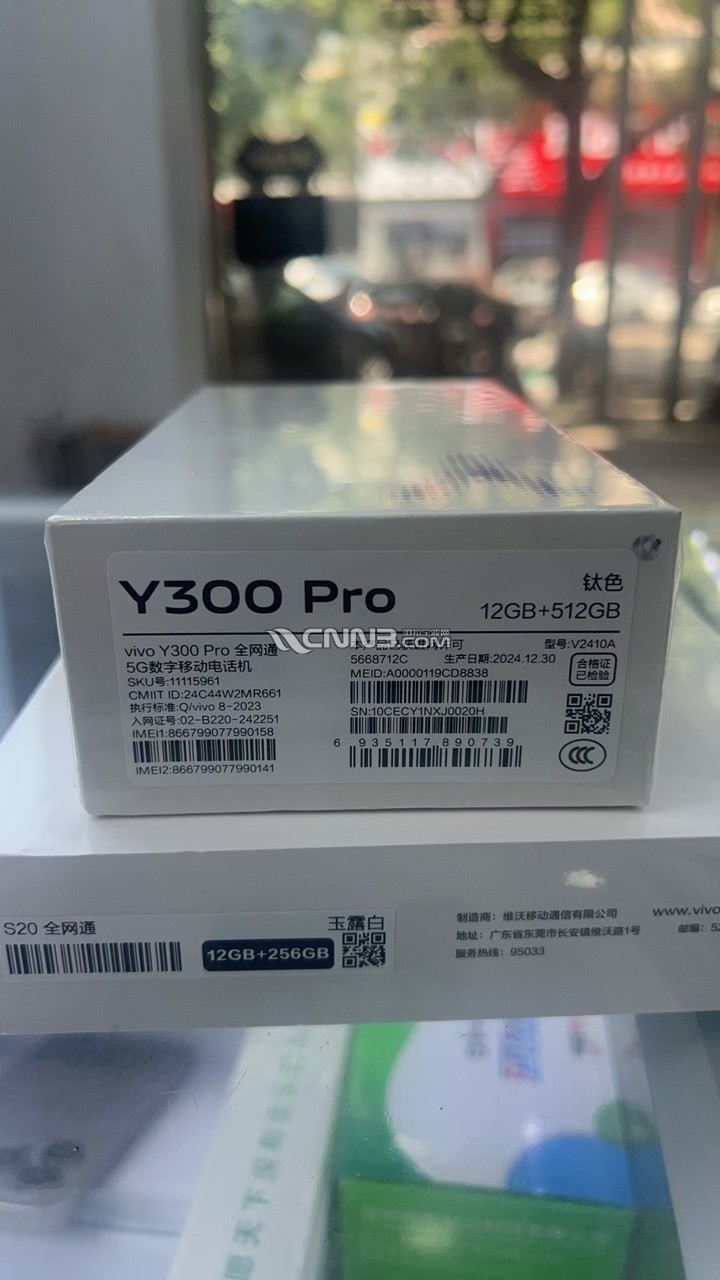 Y300 Pro
钛色
12GB+512GB
vivo Y300 Pro 全网通
5G数字移动电话机
SKU号:11115961
CMIIT ID:24C44W2MR661
执行标准:Q/vivo 8-2023
入网证号:02-B220-242251
IMEI1:866799077990158
IMEI2:866799077990141
型号:V2410A
5668712C
生产日期:2024.12.30
MEID:A0000119CD8838
SN:10CECY1NXJ0020H
6 935117 890739
合格证
已检验
CCC
CNN3.COM
S20 全网通
玉露白
12GB+256GB
制造商：维沃移动通信有限公司
地址：广东省东莞市长安镇维沃路1号
服务热线：95033
www.vivo
邮编：52